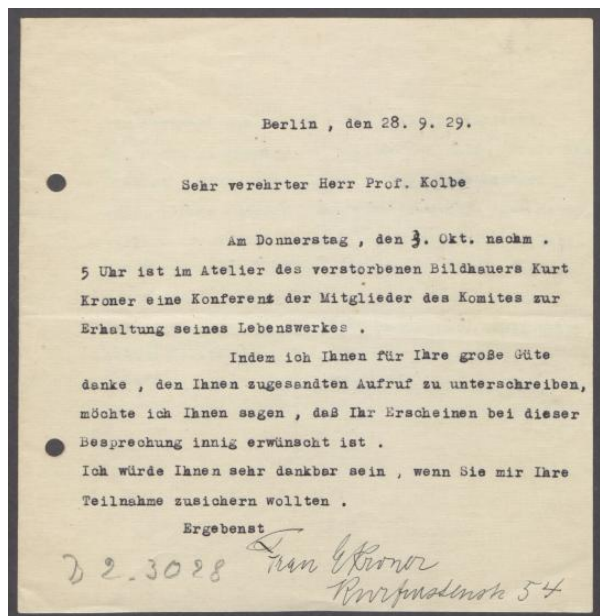 Berlin , den 28. 9. 29.
Sehr verehrter Herr Prof. Kolbe
Am Donnerstag , den 3. Okt. nachm .
5 Uhr ist im Atelier des verstorbenen Bildhauers Kurt
Kroner eine Konferent der Mitglieder des Komites zur
Erhaltung seines Lebenswerkes .
Indem ich Ihnen für Ihre große Güte
danke , den Ihnen zugesandten Aufruf zu unterschreiben,
möchte ich Ihnen sagen , daß Ihr Erscheinen bei dieser
Besprechung innig erwünscht ist .
Ich würde Ihnen sehr dankbar sein , wenn Sie mir Ihre
Teilnahme zusichern wollten .
Ergebenst
Frau E Kroner
Kurfürstenstr 54
D 2.3028